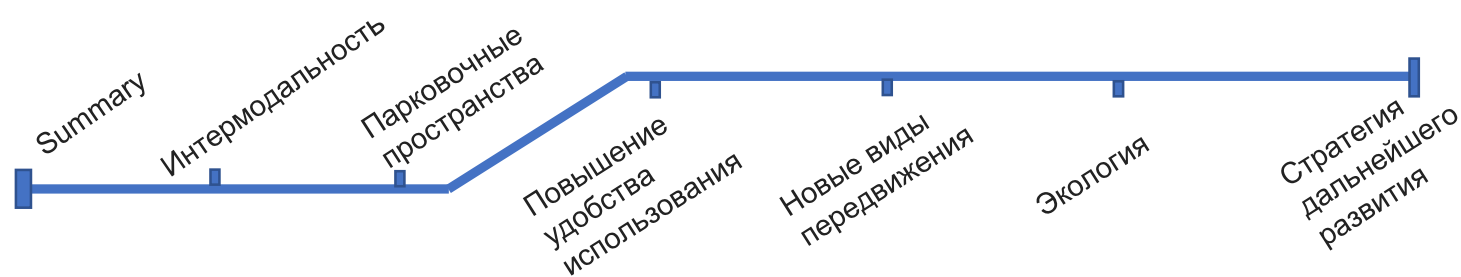 Summary
Интермодальность
Парковочные
пространства
Повышение
удобства
использования
Новые виды
передвижения
Экология
Стратегия
дальнейшего
развития